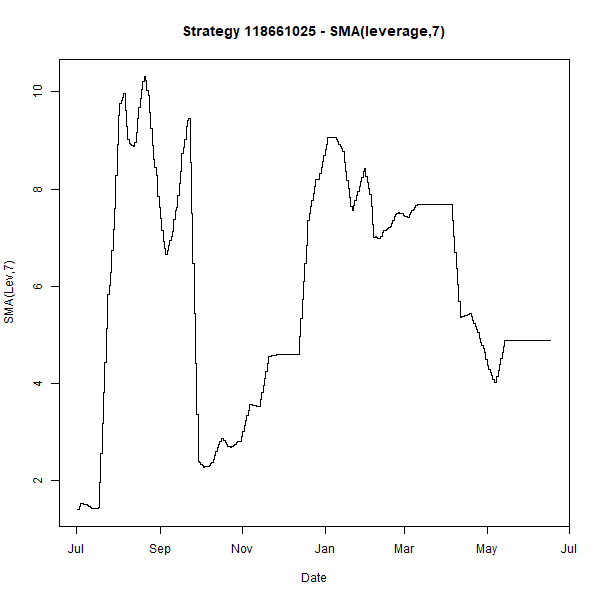 Strategy 118661025 - SMA(leverage,7)
10
8
6
4
2
SMA(Lev,7)
Jul Sep Nov Jan Mar May Jul
Date